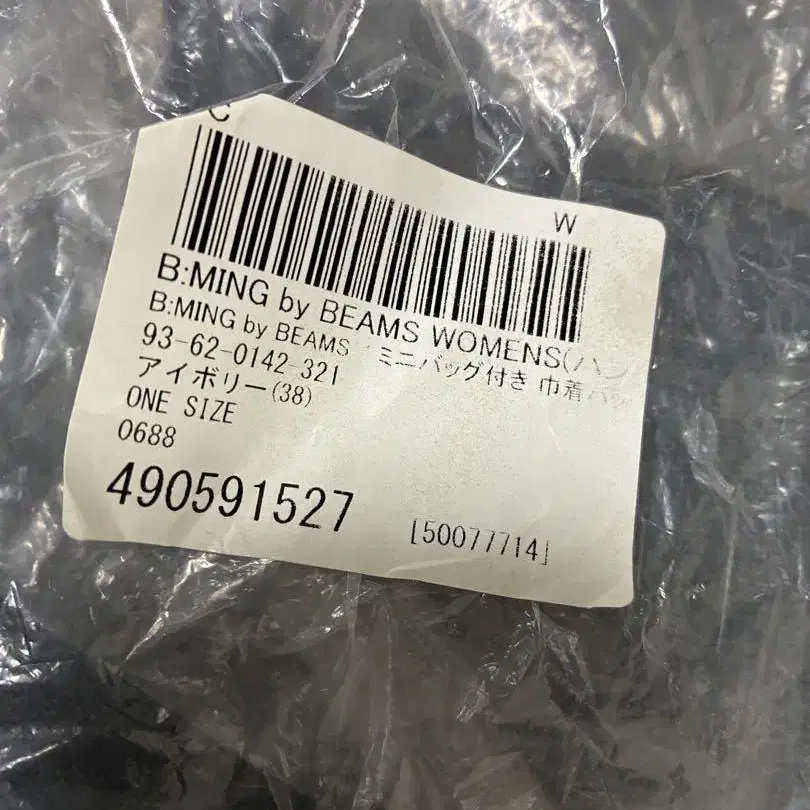 C
W
B:MING by BEAMS WOMENS(ハン
B:MING by BEAMS ミニバッグ付き 巾着
93-62-0142-321
アイボリー(38)
ONE SIZE
0688
490591527
[50077714]